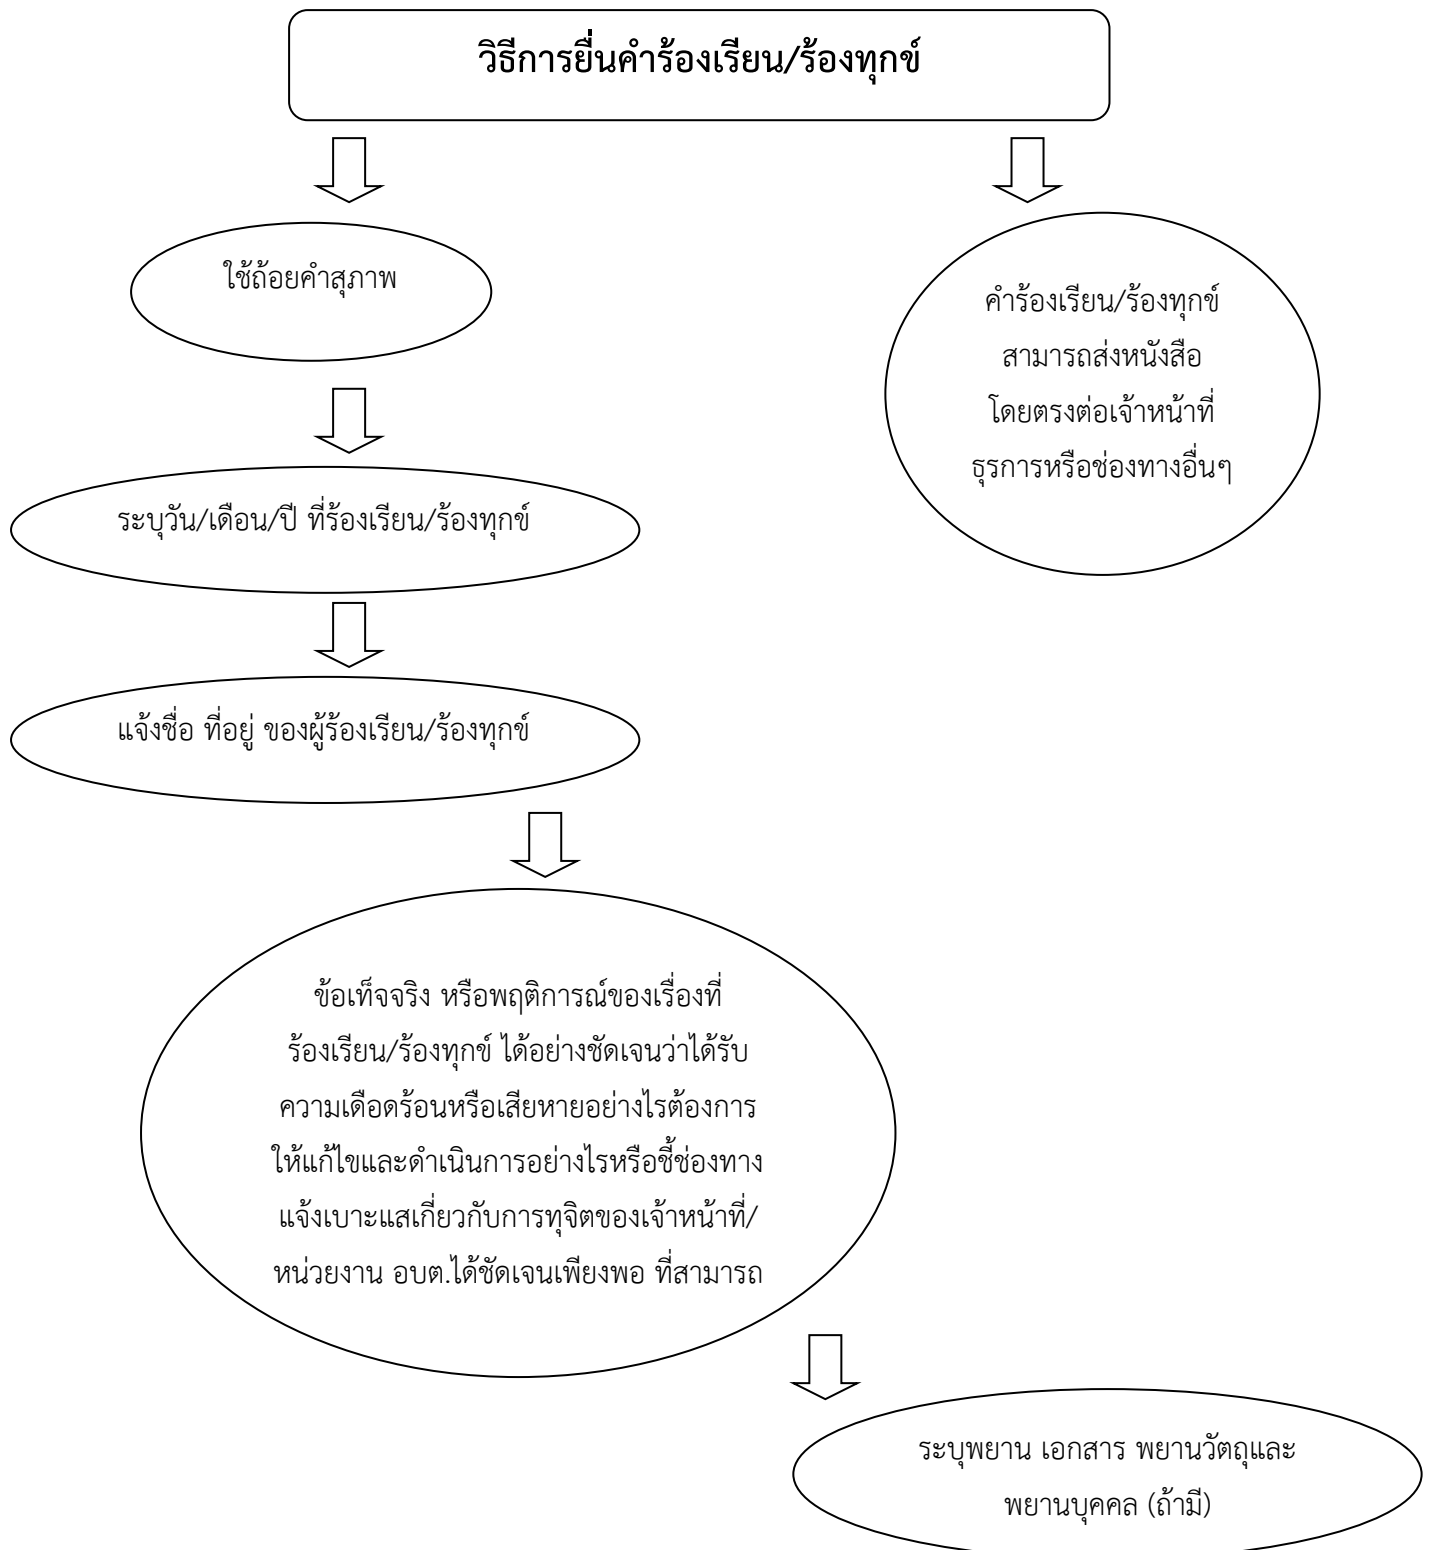 วิธีการยื่นคำร้องเรียน/ร้องทุกข์
ใช้ถ้อยคำสุภาพ
คำร้องเรียน/ร้องทุกข์
สามารถส่งหนังสือ
โดยตรงต่อเจ้าหน้าที่
ธุรการหรือช่องทางอื่นๆ
ระบุวัน/เดือน/ปี ที่ร้องเรียน/ร้องทุกข์
แจ้งชื่อ ที่อยู่ ของผู้ร้องเรียน/ร้องทุกข์
ข้อเท็จจริง หรือพฤติการณ์ของเรื่องที่
ร้องเรียน/ร้องทุกข์ ได้อย่างชัดเจนว่าได้รับ
ความเดือดร้อนหรือเสียหายอย่างไรต้องการ
ให้แก้ไขและดำเนินการอย่างไรหรือชี้ช่องทาง
แจ้งเบาะแสเกี่ยวกับการทุจิตของเจ้าหน้าที่/
หน่วยงาน อบต.ได้ชัดเจนเพียงพอ ที่สามารถ
ระบุพยาน เอกสาร พยานวัตถุและ
พยานบุคคล (ถ้ามี)